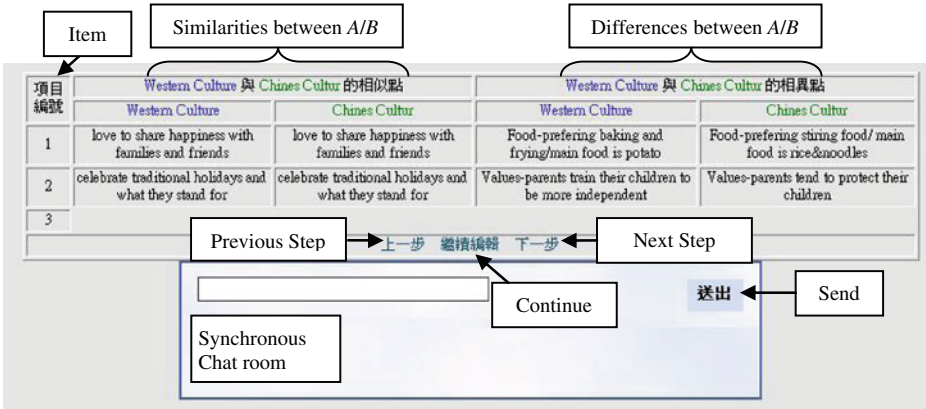 Item
Similarities between A/B
Differences between A/B
項目
編號
Western Culture 與 Chines Cultur 的相似點
Western Culture 與 Chines Cultur 的相異點
Western Culture
Chines Cultur
Western Culture
Chines Cultur
1
love to share happiness with
families and friends
love to share happiness with
families and friends
Food-prefering baking and
frying/main food is potato
Food-prefering stiring food/ main
food is rice&noodles
2
celebrate traditional holidays and
what they stand for
celebrate traditional holidays and
what they stand for
Values-parents train their children to
be more independent
Values-parents tend to protect their
children
3
Previous Step
上一步 繼續編輯 下一步
Next Step
Continue
送出
Send
Synchronous
Chat room